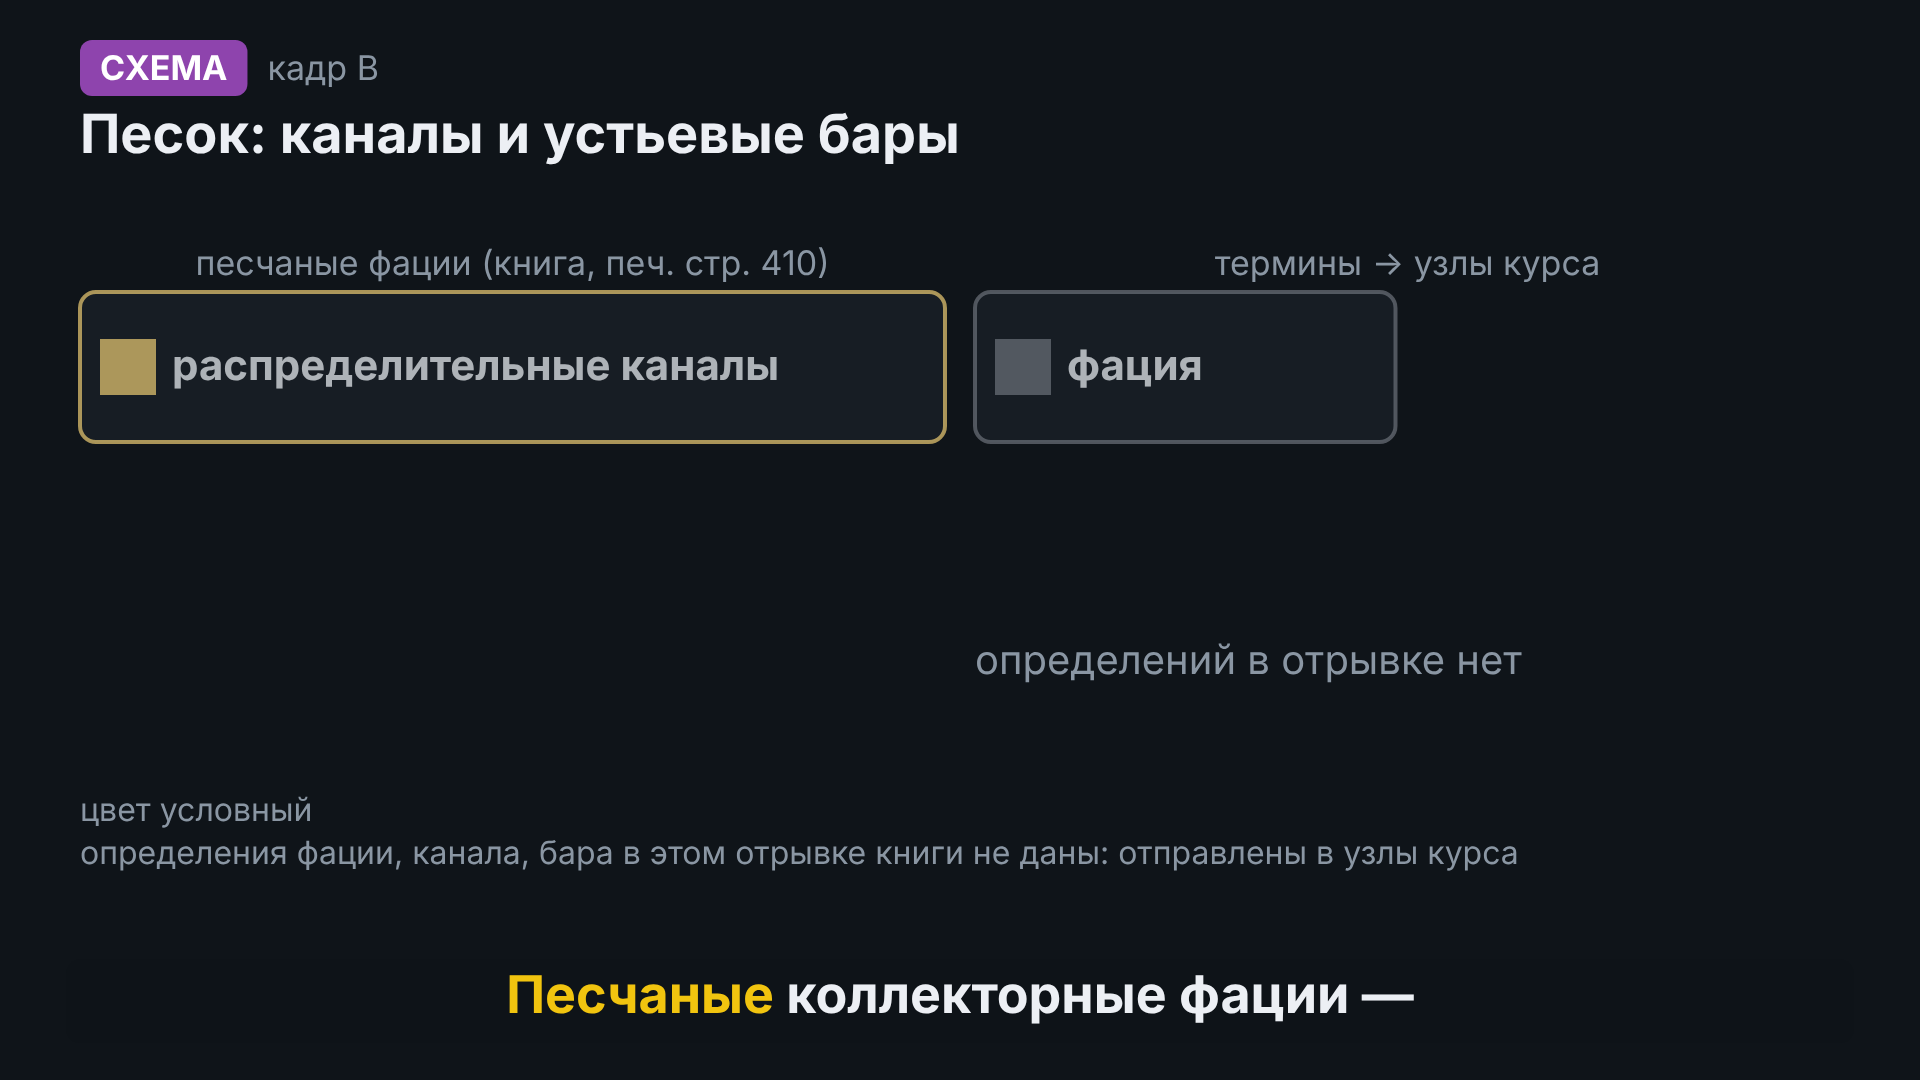 СХЕМА кадр B
Песок: каналы и устьевые бары
песчаные фации (книга, печ. стр. 410)
термины → узлы курса
распределительные каналы
фация
определений в отрывке нет
цвет условный
определения фации, канала, бара в этом отрывке книги не даны: отправлены в узлы курса
Песчаные коллекторные фации —